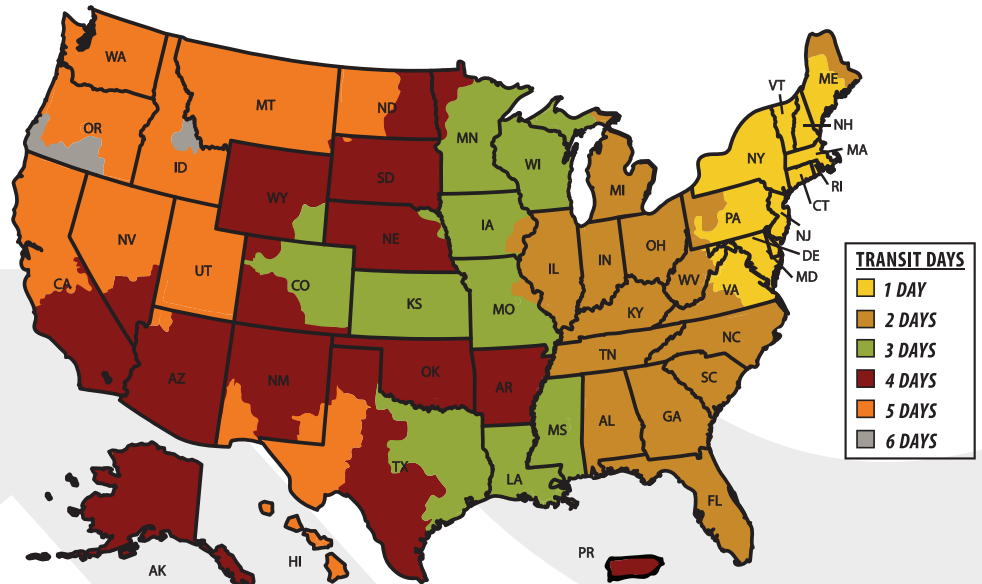 WA
OR
ID
MT
ND
MN
WI
MI
SD
WY
NE
IA
NV
UT
CO
KS
MO
IL
IN
OH
CA
AZ
NM
OK
AR
TX
LA
MS
AL
GA
TN
KY
WV
VA
NC
SC
FL
PA
NY
VT
ME
NH
MA
RI
CT
NJ
DE
MD
AK
HI
PR
TRANSIT DAYS
1 DAY
2 DAYS
3 DAYS
4 DAYS
5 DAYS
6 DAYS